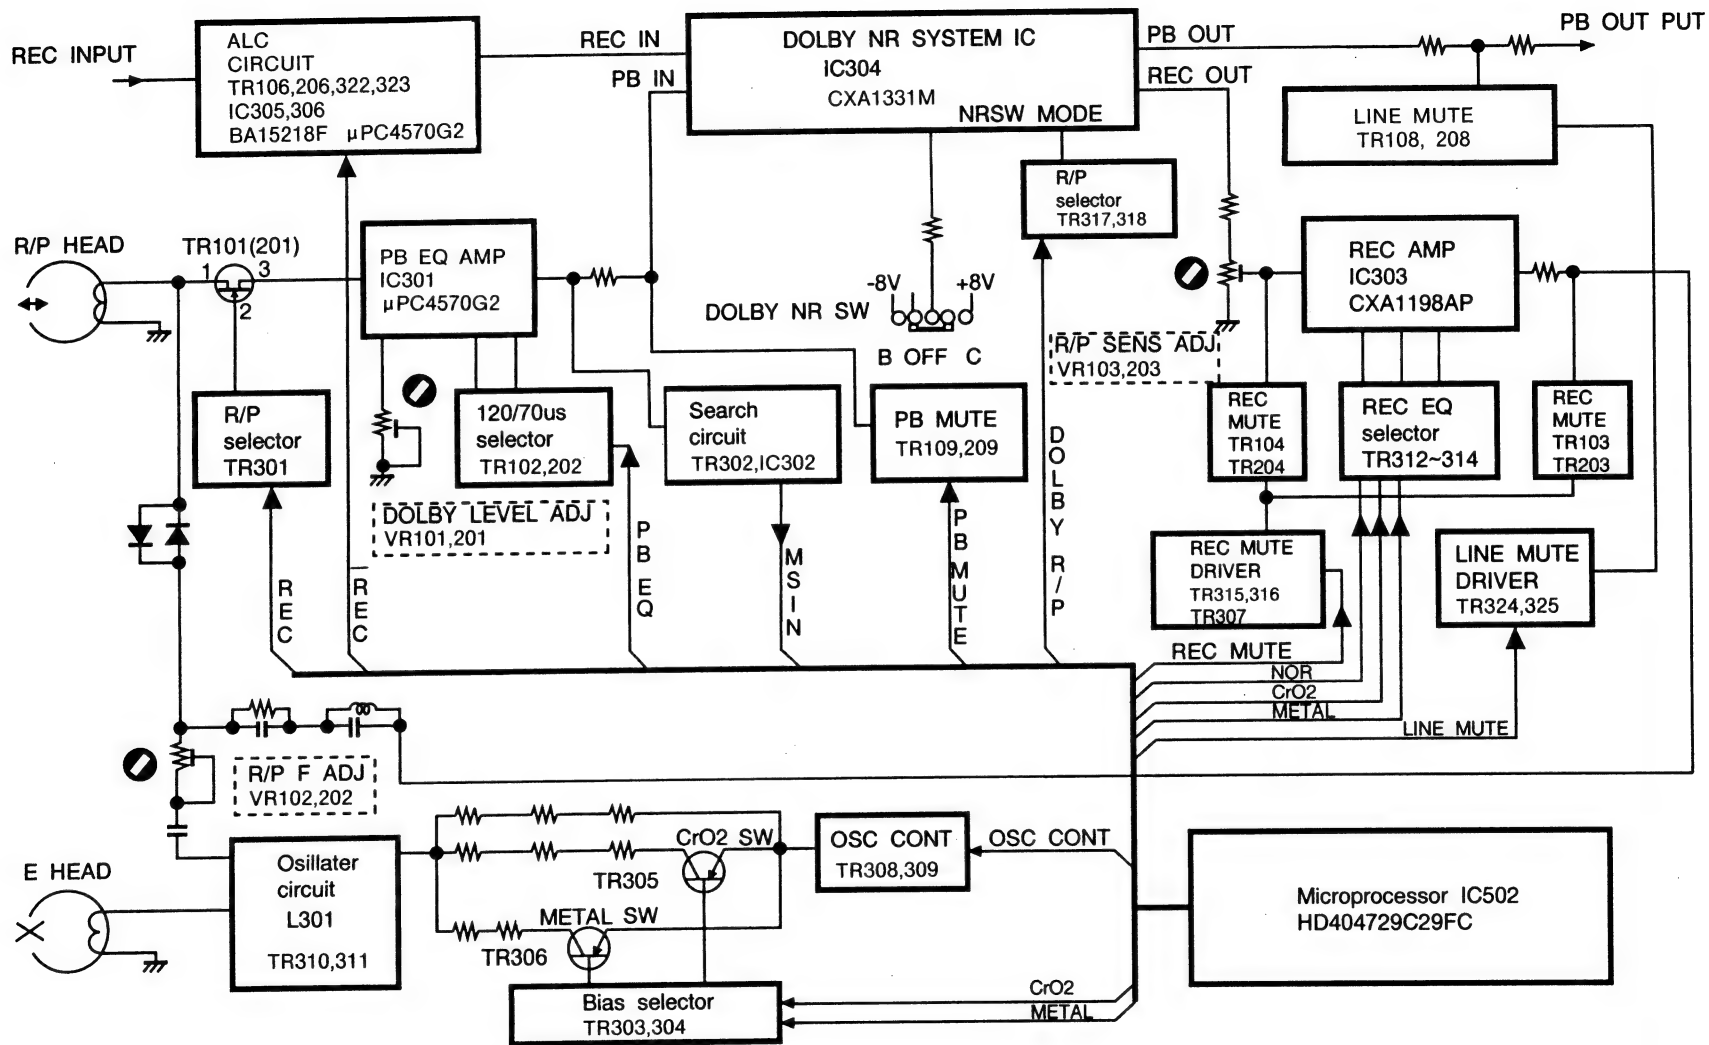 REC INPUT
ALC
CIRCUIT
TR106,206,322,323
IC305,306
BA15218F µPC4570G2
REC IN
PB IN
DOLBY NR SYSTEM IC
IC304
CXA1331M
NRSW MODE
PB OUT
REC OUT
PB OUT PUT
LINE MUTE
TR108, 208
R/P
selector
TR317,318
R/P HEAD
TR101(201)
1
3
2
PB EQ AMP
IC301
µPC4570G2
-8V
+8V
DOLBY NR SW
B OFF C
REC AMP
IC303
CXA1198AP
R/P SENS ADJ
VR103,203
R/P
selector
TR301
120/70us
selector
TR102,202
Search
circuit
TR302,IC302
PB MUTE
TR109,209
REC
MUTE
TR104
TR204
REC EQ
selector
TR312~314
REC
MUTE
TR103
TR203
DOLBY LEVEL ADJ
VR101,201
REC
REC
PB EQ
MSIN
PB MUTE
DOLBY R/P
REC MUTE
DRIVER
TR315,316
TR307
LINE MUTE
DRIVER
TR324,325
REC MUTE
NOR
CrO2
METAL
LINE MUTE
R/P F ADJ
VR102,202
E HEAD
Osillater
circuit
L301
TR310,311
CrO2 SW
TR305
METAL SW
TR306
OSC CONT
TR308,309
OSC CONT
Microprocessor IC502
HD404729C29FC
Bias selector
TR303,304
CrO2
METAL